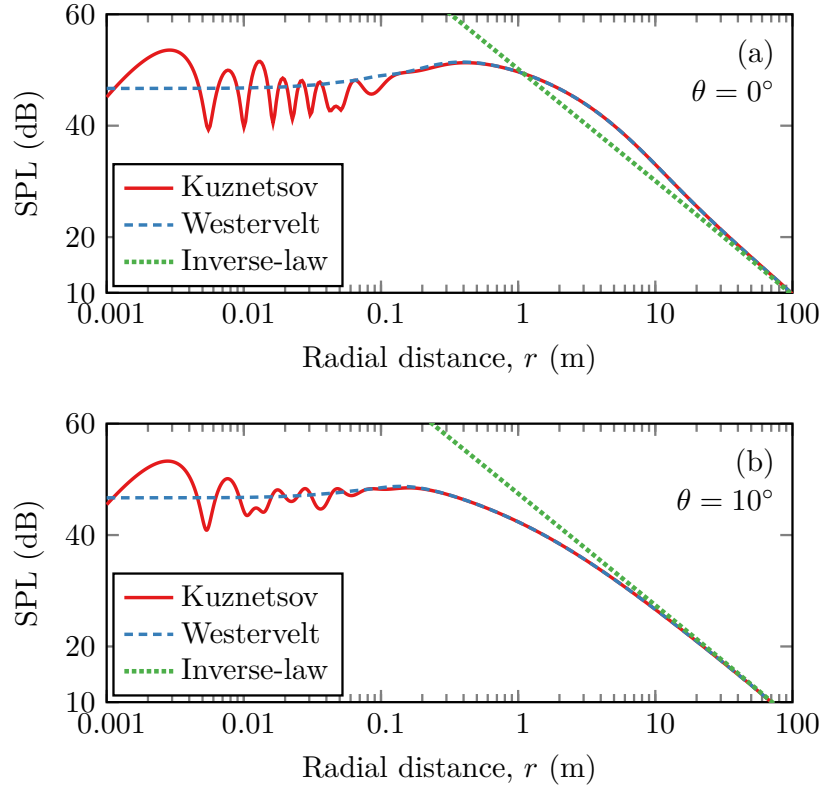 60
40
20
10
SPL (dB)
(a)
θ = 0°
Kuznetsov
Westervelt
Inverse-law
0.001 0.01 0.1 1 10 100
Radial distance, r (m)
60
40
20
10
SPL (dB)
(b)
θ = 10°
Kuznetsov
Westervelt
Inverse-law
0.001 0.01 0.1 1 10 100
Radial distance, r (m)